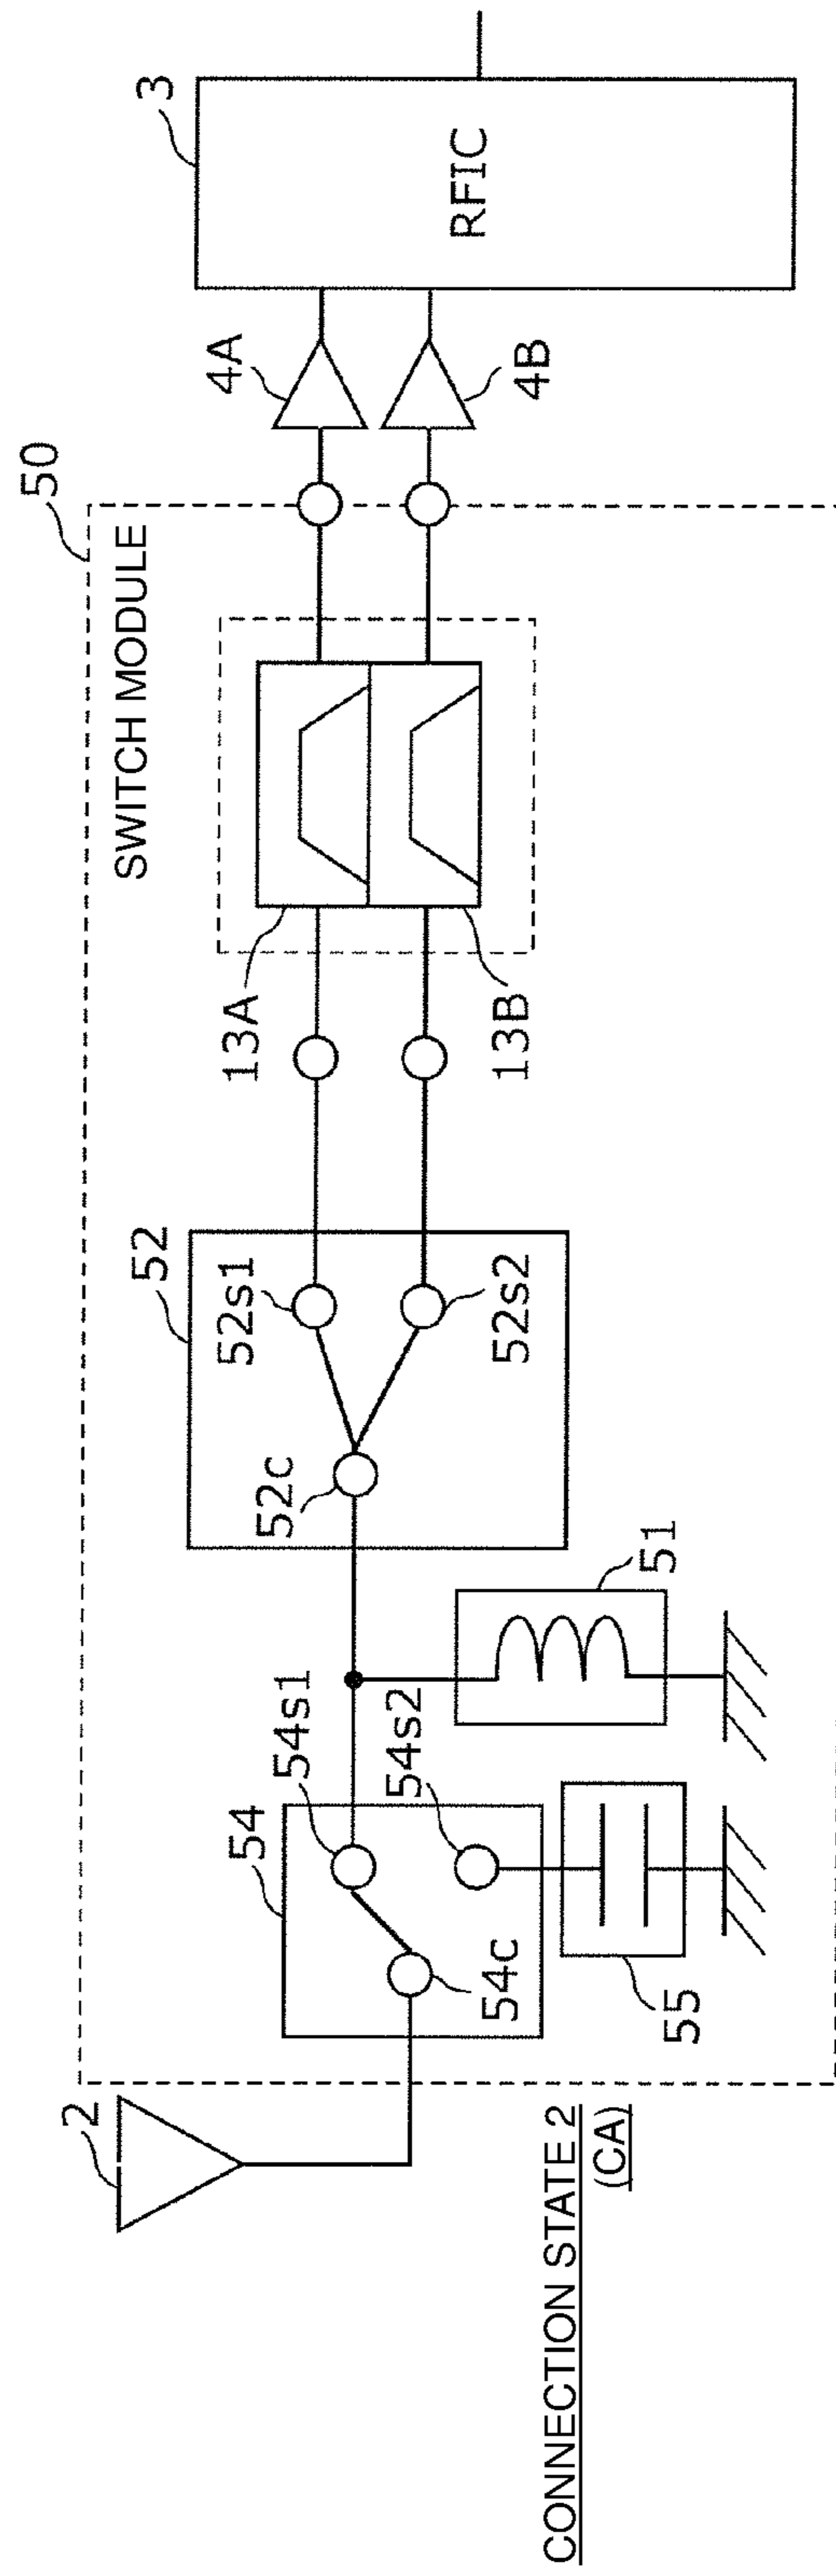 CONNECTION STATE 2
(CA)
2
54
54s1
54s2
54c
55
51
52
52c
52s1
52s2
13A
13B
SWITCH MODULE
50
4A
4B
3
RFIC